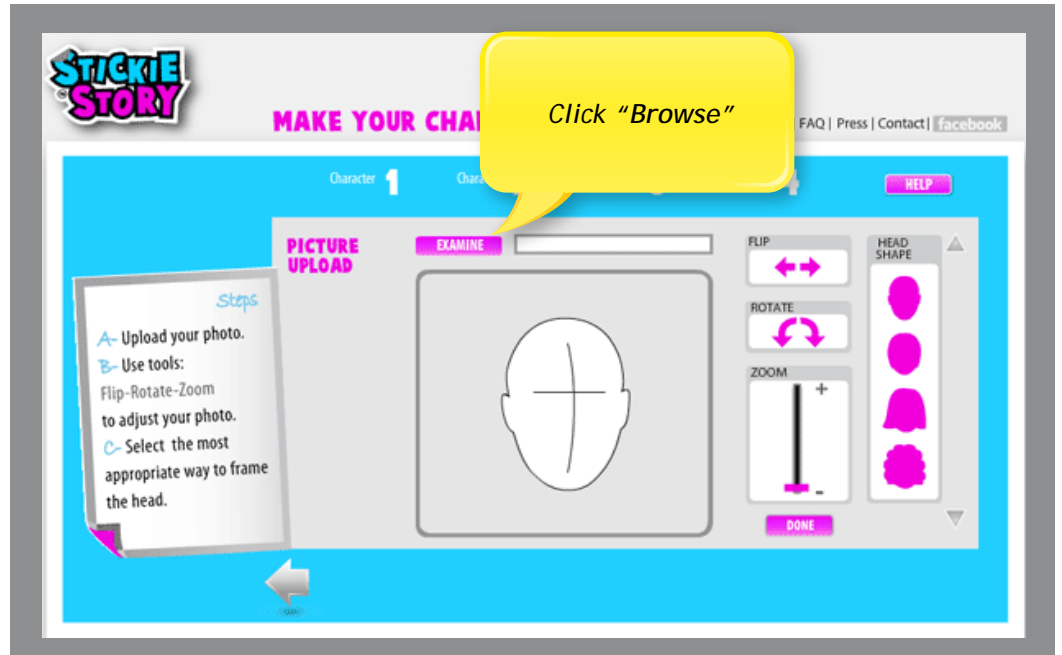 STICKIE
STORY
MAKE YOUR CHA
Click “Browse”
FAQ | Press | Contact | facebook
Character 1
Chara
4
HELP
PICTURE
UPLOAD
EXAMINE
FLIP
HEAD
SHAPE
ROTATE
ZOOM
+
-
DONE
Steps
A- Upload your photo.
B- Use tools:
Flip-Rotate-Zoom
to adjust your photo.
C- Select the most
appropriate way to frame
the head.